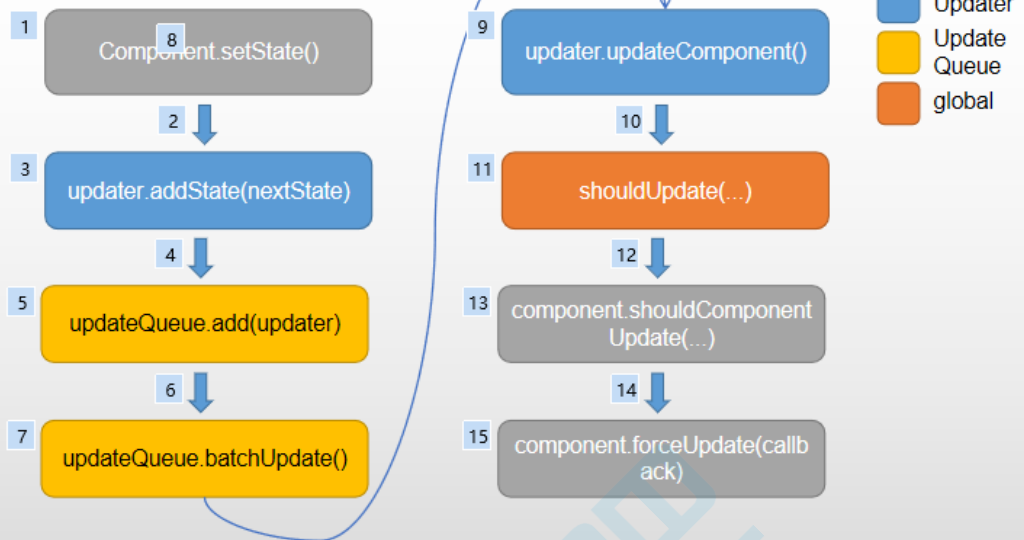 1
8
Component.setState()
2
3
updater.addState(nextState)
4
5
updateQueue.add(updater)
6
7
updateQueue.batchUpdate()
9
updater.updateComponent()
10
11
shouldUpdate(...)
12
13
component.shouldComponent
Update(...)
14
15
component.forceUpdate(callb
ack)
Updater
Update
Queue
global